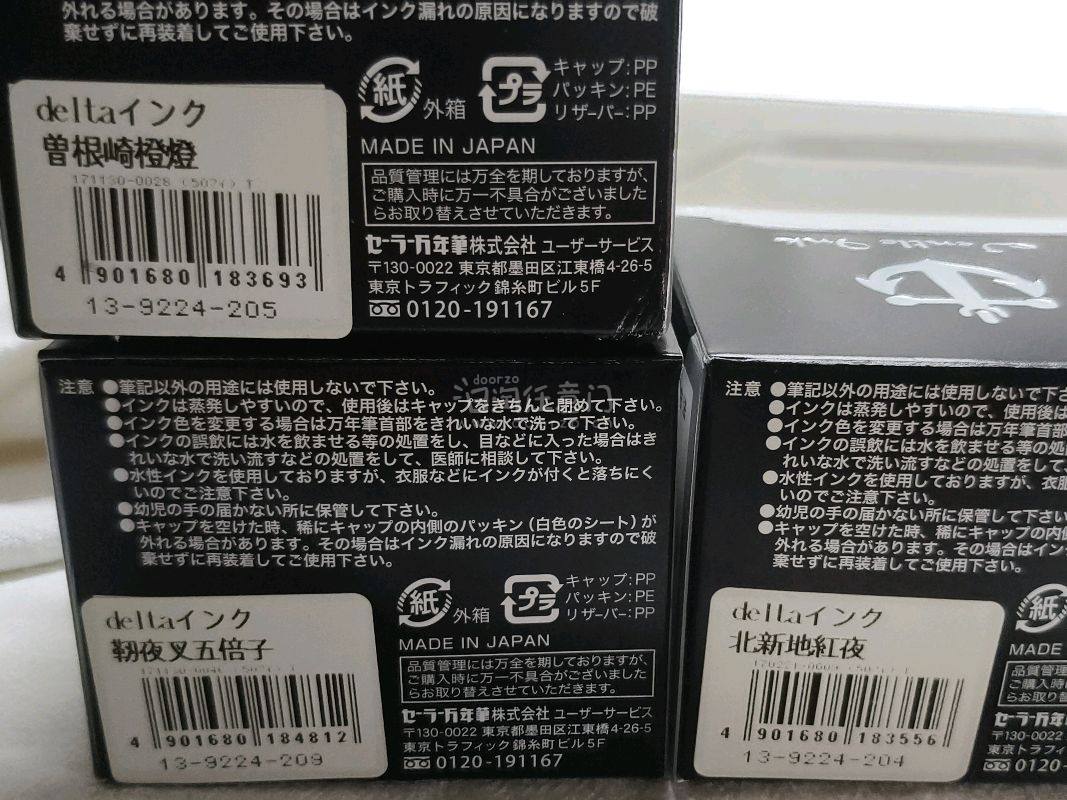 外れる場合があります。その場合はインク漏れの原因になりますので破
棄せずに再装着してご使用下さい。
紙 外箱
プラ
キャップ:PP
パッキン:PE
リザーバー:PP
MADE IN JAPAN
品質管理には万全を期しておりますが、
ご購入時に万一不具合がございました
らお取り替えさせていただきます。
セーラー万年筆株式会社 ユーザーサービス
〒130-0022 東京都墨田区江東橋4-26-5
東京トラフィック錦糸町ビル5F
0120-191167
deltaインク
曽根崎橙燈
171130-0028 (507ｲ) T
4 901680 183693
13-9224-205
注意 ●筆記以外の用途には使用しないで下さい。
●インクは蒸発しやすいので、使用後はキャップをきちんと閉めて下さい。
●インク色を変更する場合は万年筆首部をきれいな水で洗って下さい。
●インクの誤飲には水を飲ませる等の処置をし、目などに入った場合はき
れいな水で洗い流すなどの処置をして、医師に相談して下さい。
●水性インクを使用しておりますが、衣服などにインクが付くと落ちにく
いのでご注意下さい。
●幼児の手の届かない所に保管して下さい。
●キャップを空けた時、稀にキャップの内側のパッキン(白色のシート)が
外れる場合があります。その場合はインク漏れの原因になりますので破
棄せずに再装着してご使用下さい。
doorzo
紙 外箱
プラ
キャップ:PP
パッキン:PE
リザーバー:PP
MADE IN JAPAN
品質管理には万全を期しておりますが、
ご購入時に万一不具合がございました
らお取り替えさせていただきます。
セーラー万年筆株式会社 ユーザーサービス
〒130-0022 東京都墨田区江東橋4-26-5
東京トラフィック錦糸町ビル5F
0120-191167
deltaインク
靭夜叉五倍子
4 901680 184812
13-9224-209
注意 ●筆記以外の用途には使用しないで下さ
●インクは蒸発しやすいので、使用後
●インク色を変更する場合は万年筆首部
●インクの誤飲には水を飲ませる等の処
れいな水で洗い流すなどの処置をして、
●水性インクを使用しておりますが、衣服
いのでご注意下さい。
●幼児の手の届かない所に保管して下さい
●キャップを空けた時、稀にキャップの内側
外れる場合があります。その場合はイン
棄せずに再装着してご使用下さい。
紙
MADE
品質管理に
ご購入時に
らお取り替
セーラー万年
〒130-002
東京トラフィ
0120
deltaインク
北新地紅夜
4 901680 183556
13-9224-204